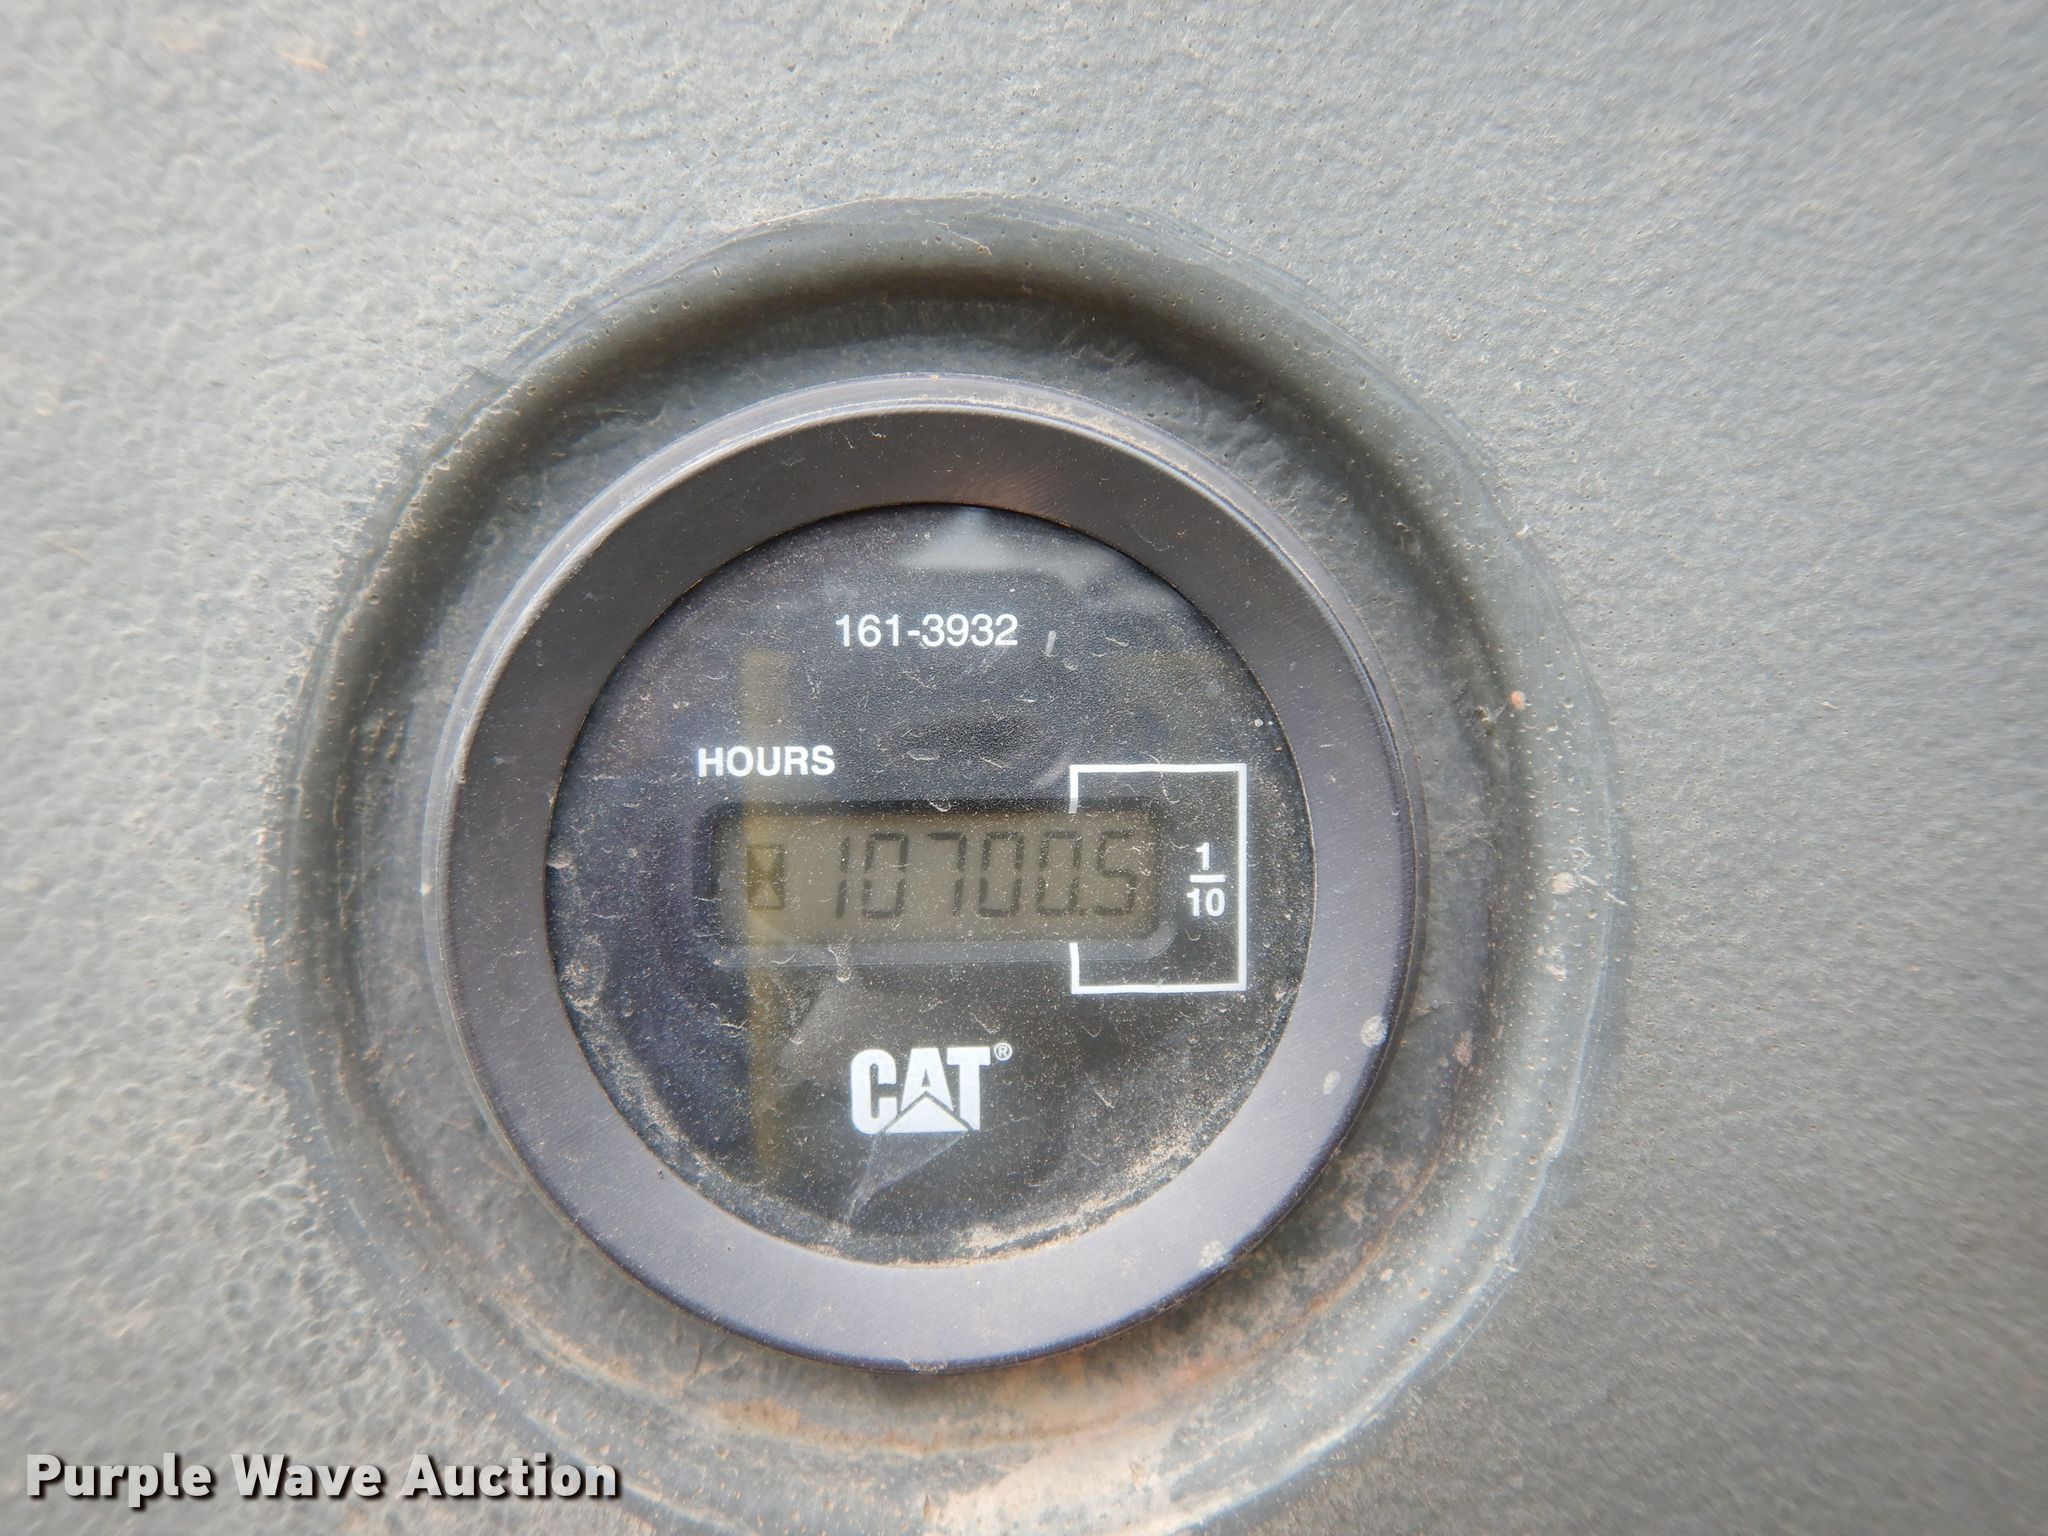 161-3932
HOURS
10700.5
1
10
CAT®
Purple Wave Auction